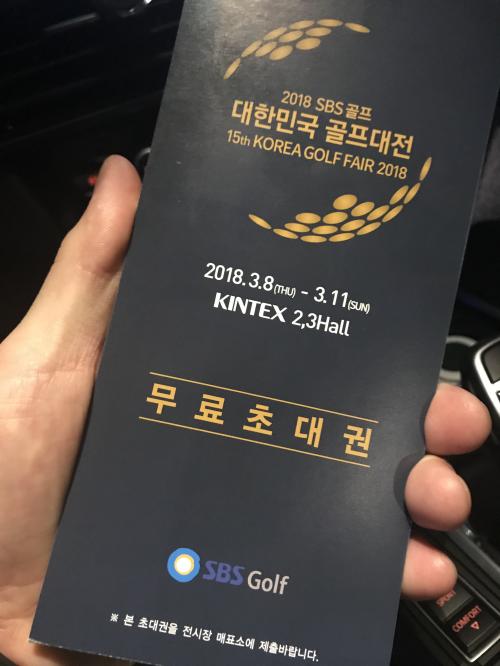 2018 SBS 골프
대한민국 골프대전
15th KOREA GOLF FAIR 2018
2018.3.8(THU) - 3.11(SUN)
KINTEX 2,3Hall
무료초대권
SBS Golf
※ 본 초대권을 전시장 매표소에 제출바랍니다.
SPORT
COMFORT